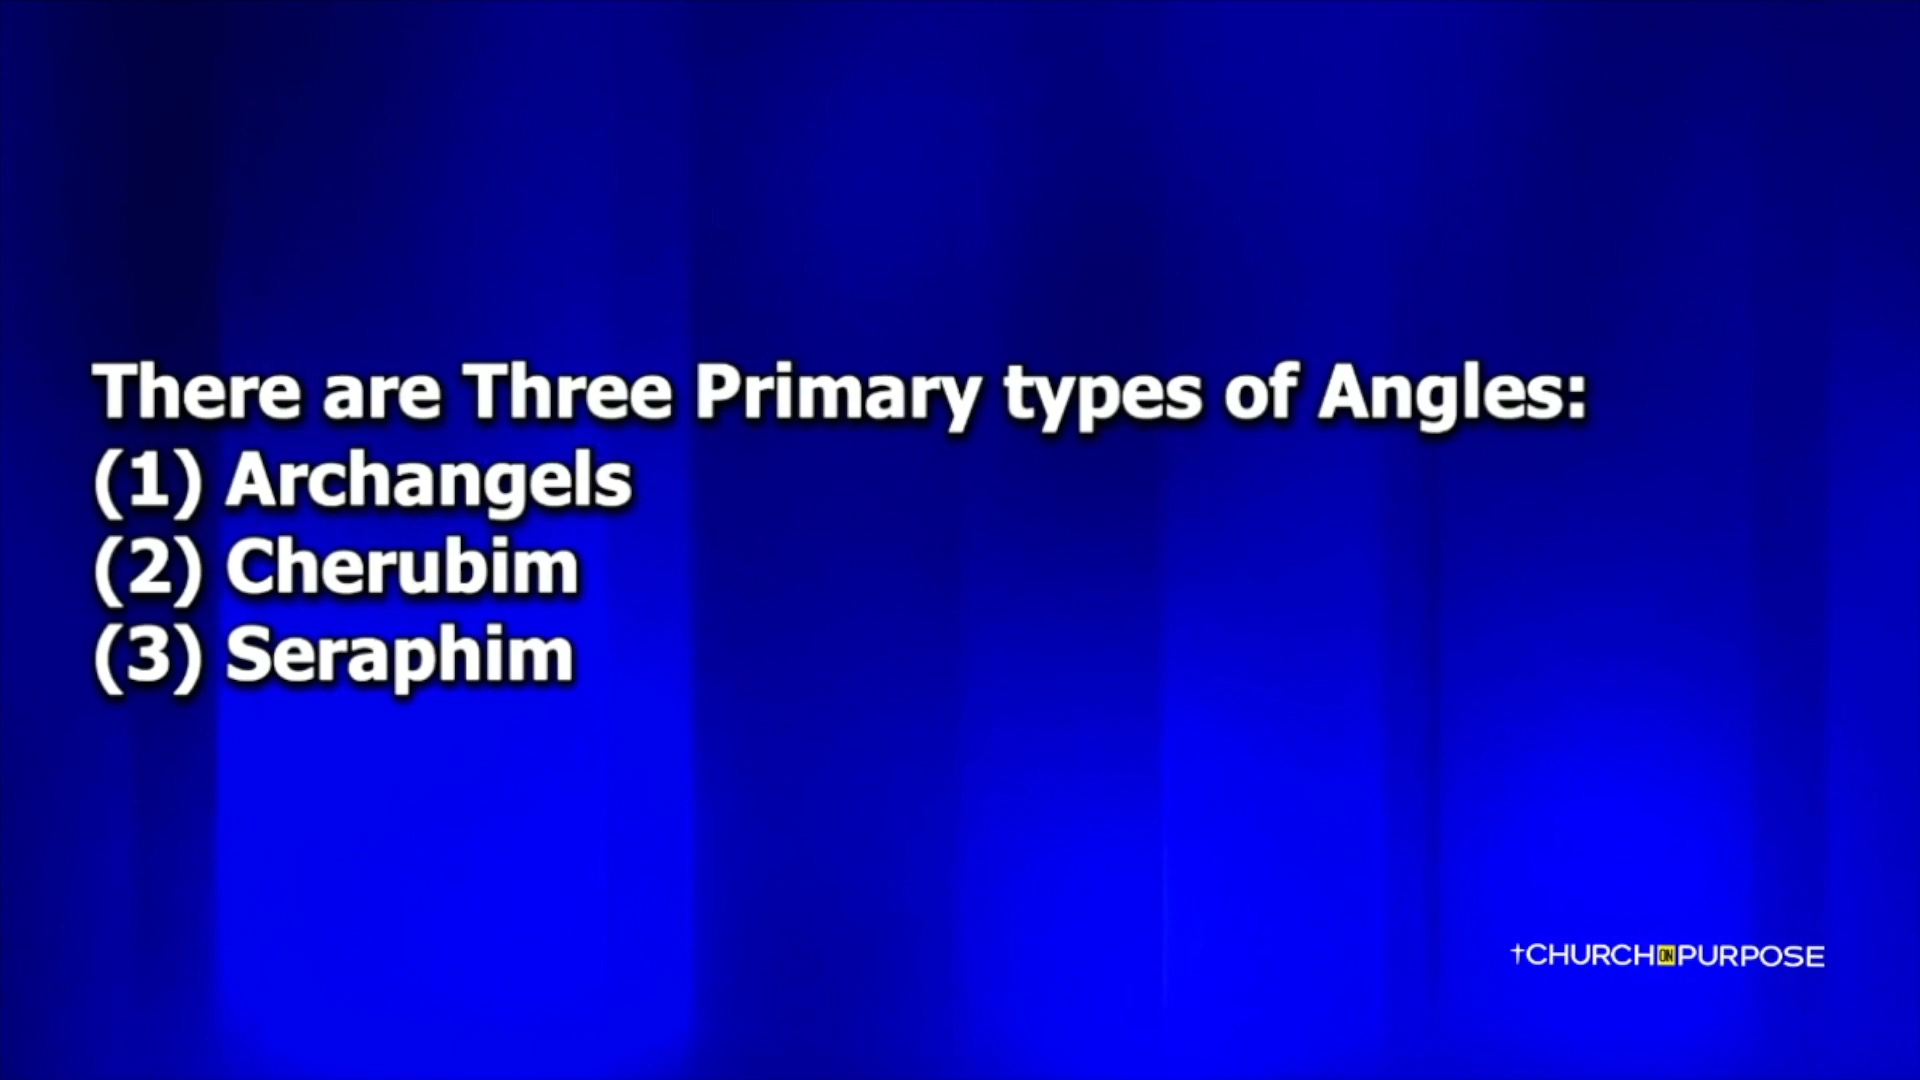 There are Three Primary types of Angles:
(1) Archangels
(2) Cherubim
(3) Seraphim
†CHURCH ON PURPOSE